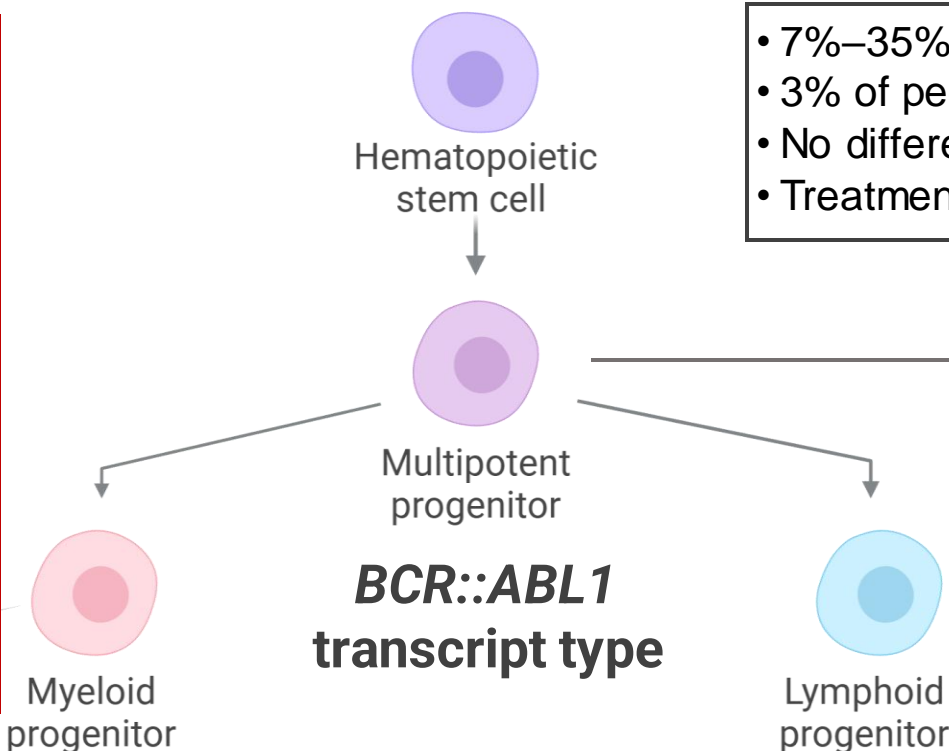 Hematopoietic
stem cell
• 7%–35%
• 3% of pe
• No differe
• Treatmen
Multipotent
progenitor
BCR::ABL1
transcript type
Myeloid
progenitor
Lymphoid
progenitor